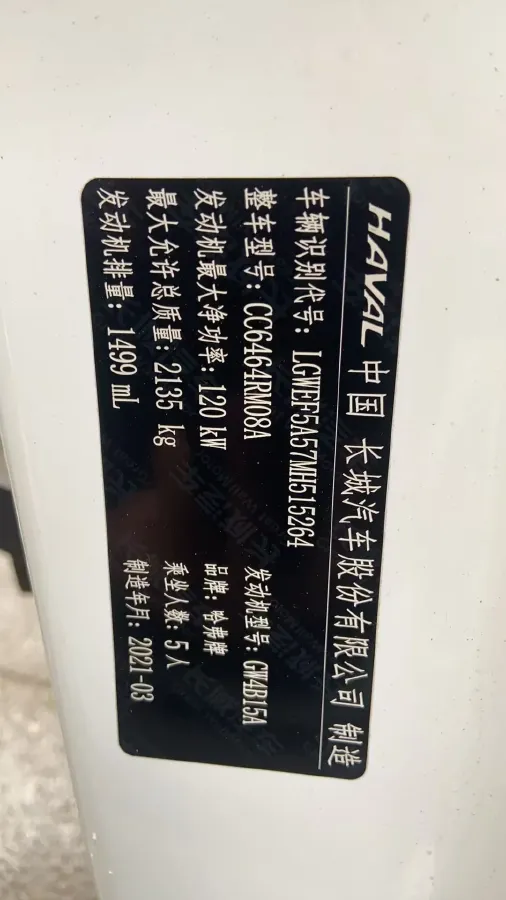 HAVAL 中国 长城汽车股份有限公司 制造
车辆识别代号: LGWEF5A57MH515264
整车型号: CC6464RM08A 发动机型号: GW4B15A
发动机最大净功率: 120 kW 品牌: 哈弗牌
最大允许总质量: 2135 kg 乘坐人数: 5人
发动机排量: 1499 mL 制造年月: 2021-03